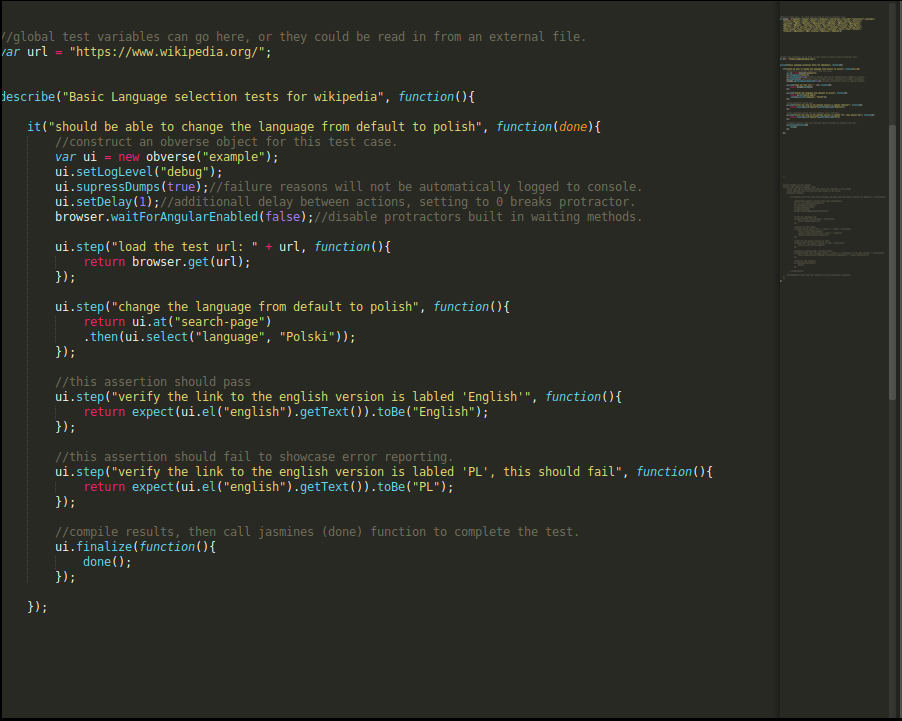 //global test variables can go here, or they could be read in from an external file.
var url = "https://www.wikipedia.org/";
describe("Basic Language selection tests for wikipedia", function(){
it("should be able to change the language from default to polish", function(done){
//construct an obverse object for this test case.
var ui = new obverse("example");
ui.setLogLevel("debug");
ui.supressDumps(true);//failure reasons will not be automatically logged to console.
ui.setDelay(1);//additionall delay between actions, setting to 0 breaks protractor.
browser.waitForAngularEnabled(false);//disable protractors built in waiting methods.
ui.step("load the test url: " + url, function(){
return browser.get(url);
});
ui.step("change the language from default to polish", function(){
return ui.at("search-page")
.then(ui.select("language", "Polski"));
});
//this assertion should pass
ui.step("verify the link to the english version is labled 'English'", function(){
return expect(ui.el("english").getText()).toBe("English");
});
//this assertion should fail to showcase error reporting.
ui.step("verify the link to the english version is labled 'PL', this should fail", function(){
return expect(ui.el("english").getText()).toBe("PL");
});
//compile results, then call jasmines (done) function to complete the test.
ui.finalize(function(){
done();
});
});